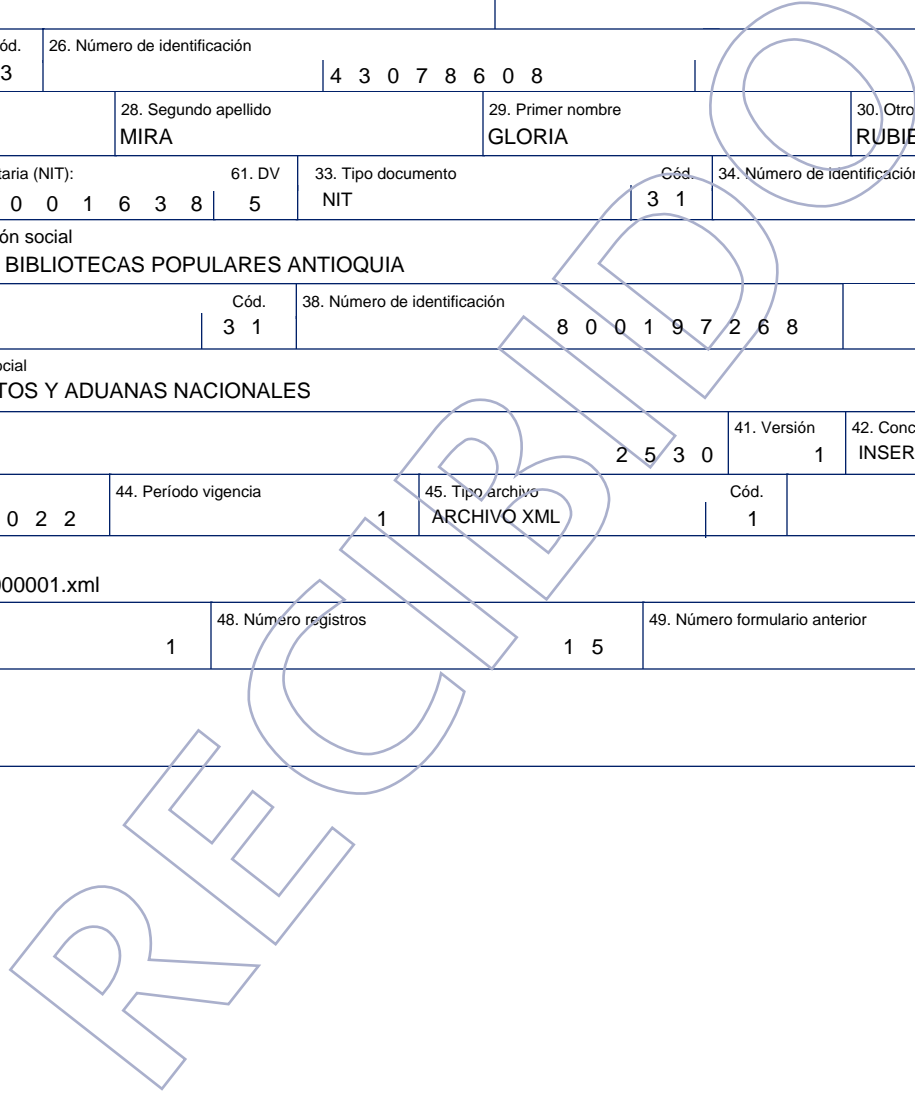 ód. 26. Número de identificación
3 4 3 0 7 8 6 0 8
28. Segundo apellido 29. Primer nombre 30. Otro
MIRA GLORIA RUBIE
taria (NIT): 61. DV 33. Tipo documento Cód. 34. Número de identificación
0 0 1 6 3 8 5 NIT 3 1
ón social
BIBLIOTECAS POPULARES ANTIOQUIA
Cód. 38. Número de identificación
3 1 8 0 0 1 9 7 2 6 8
ocial
TOS Y ADUANAS NACIONALES
41. Versión 42. Conc
2 5 3 0 1 INSER
44. Período vigencia 45. Tipo archivo Cód.
0 2 2 1 ARCHIVO XML 1
000001.xml
48. Número registros 49. Número formulario anterior
1 1 5
RECIBIDO